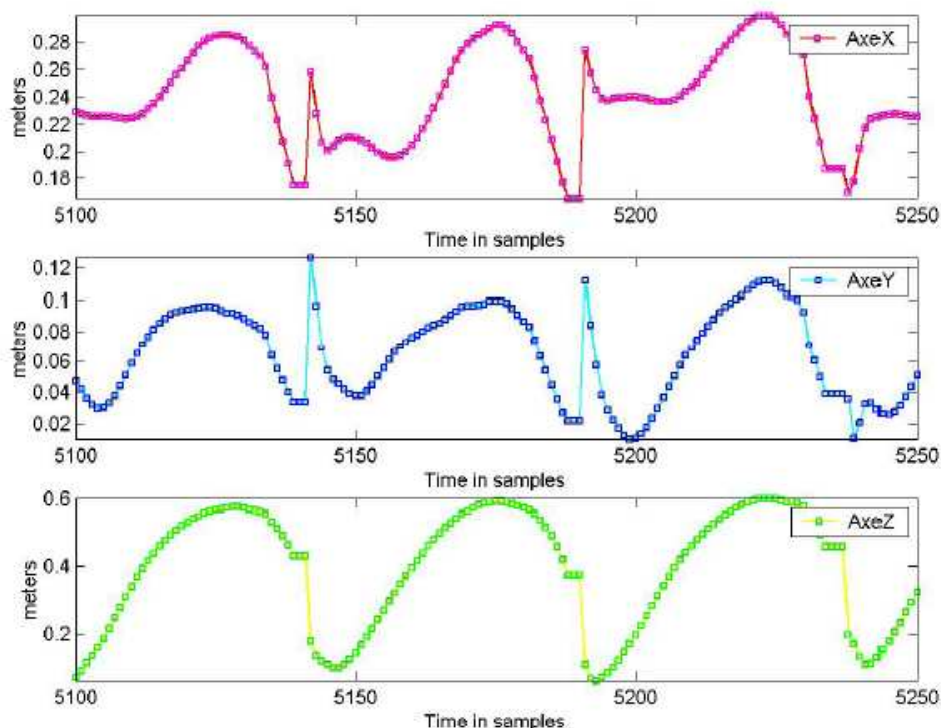 0.28
0.26
0.24
0.22
0.2
0.18
meters
AxeX
5100 5150 5200 5250
Time in samples
0.12
0.1
0.08
0.06
0.04
0.02
meters
AxeY
5100 5150 5200 5250
Time in samples
0.6
0.4
0.2
meters
AxeZ
5100 5150 5200 5250
Time in samples